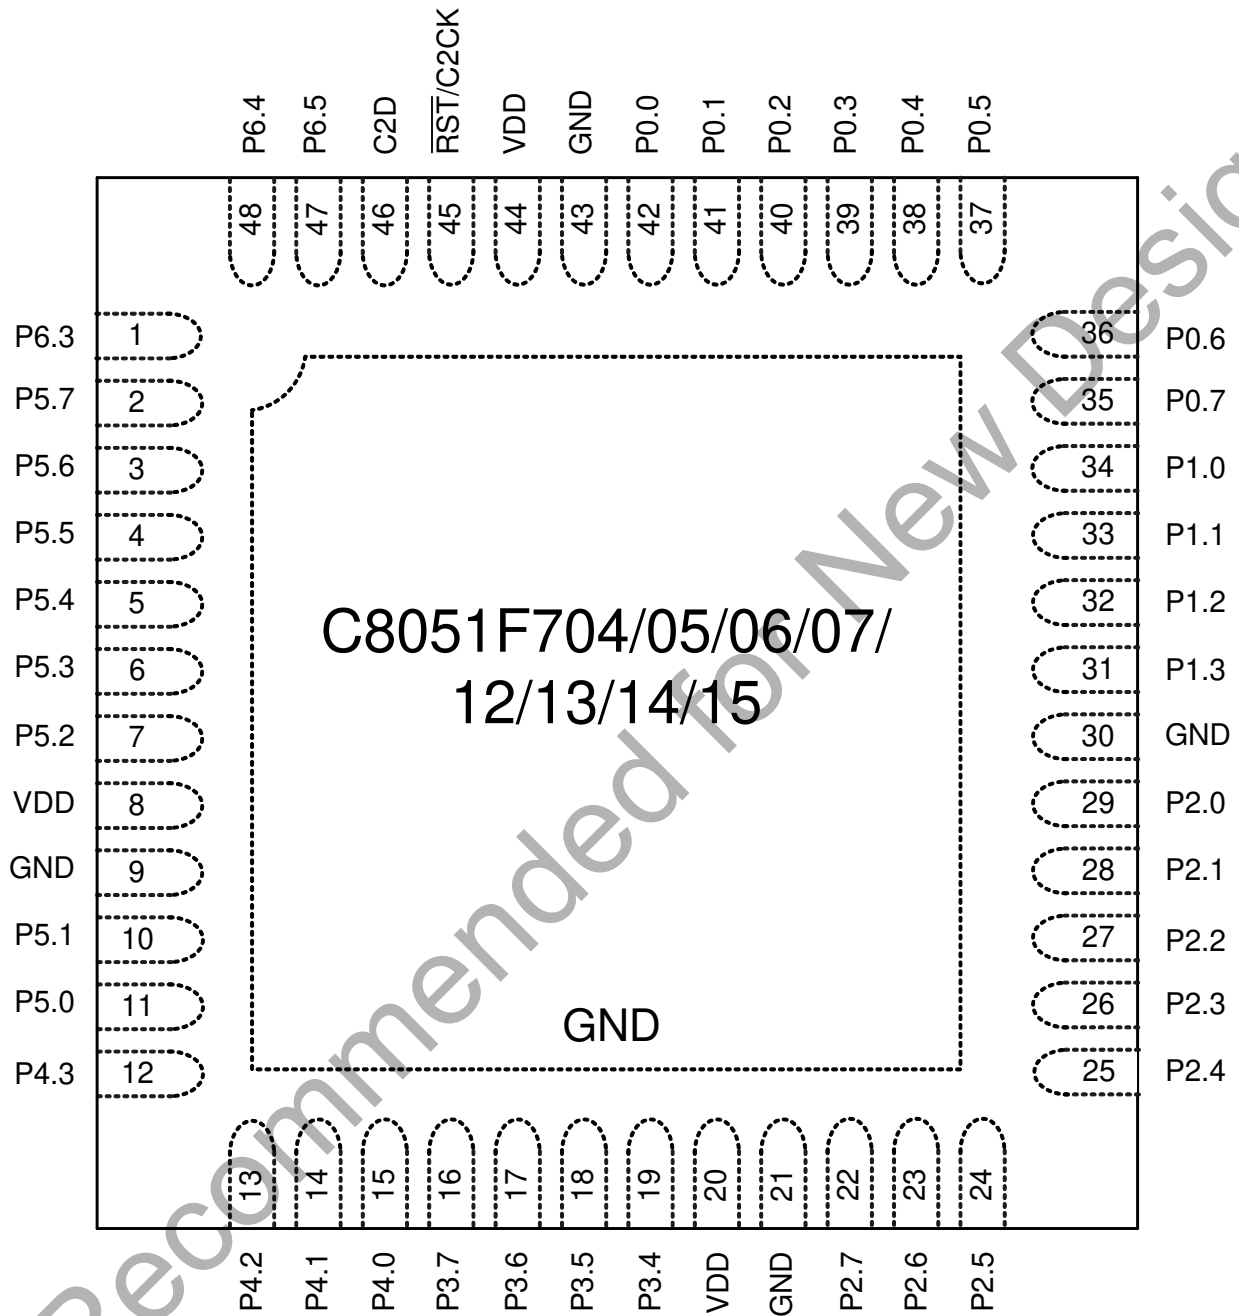 P6.4
P6.5
C2D
RST/C2CK
VDD
GND
P0.0
P0.1
P0.2
P0.3
P0.4
P0.5
48
47
46
45
44
43
42
41
40
39
38
37
P6.3 1
P5.7 2
P5.6 3
P5.5 4
P5.4 5
P5.3 6
P5.2 7
VDD 8
GND 9
P5.1 10
P5.0 11
P4.3 12
36 P0.6
35 P0.7
34 P1.0
33 P1.1
32 P1.2
31 P1.3
30 GND
29 P2.0
28 P2.1
27 P2.2
26 P2.3
25 P2.4
C8051F704/05/06/07/
12/13/14/15
GND
13
14
15
16
17
18
19
20
21
22
23
24
P4.2
P4.1
P4.0
P3.7
P3.6
P3.5
P3.4
VDD
GND
P2.7
P2.6
P2.5
Recommended for New Desig